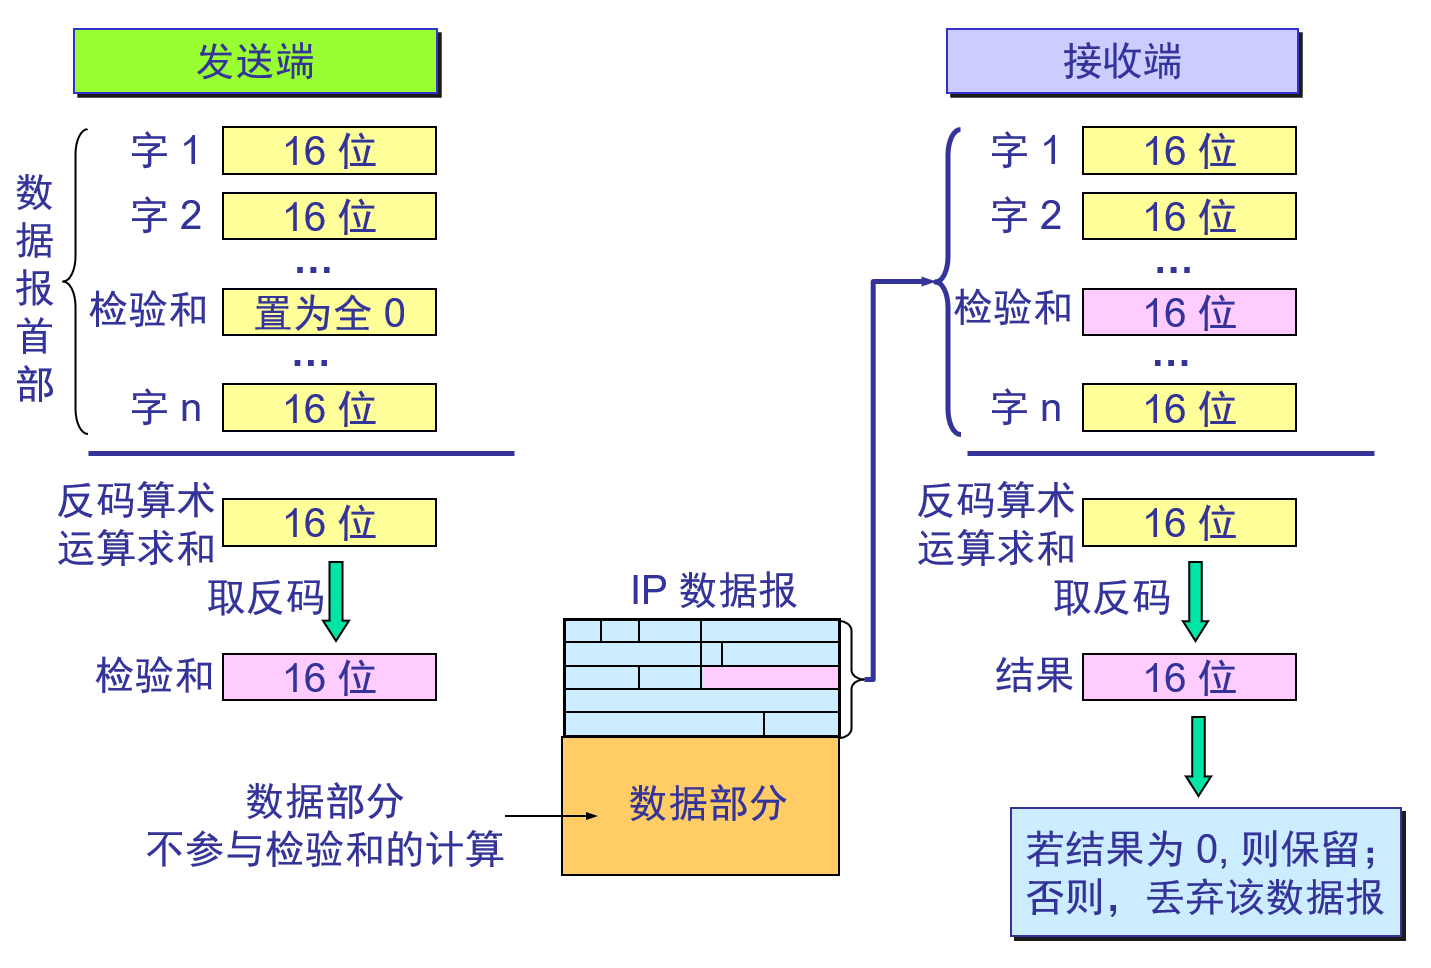 发送端
数据报首部
字 1
16 位
字 2
16 位
...
检验和
置为全 0
...
字 n
16 位
反码算术
运算求和
16 位
取反码
检验和
16 位
数据部分
不参与检验和的计算
IP 数据报
数据部分
接收端
字 1
16 位
字 2
16 位
...
检验和
16 位
...
字 n
16 位
反码算术
运算求和
16 位
取反码
结果
16 位
若结果为 0, 则保留；
否则，丢弃该数据报